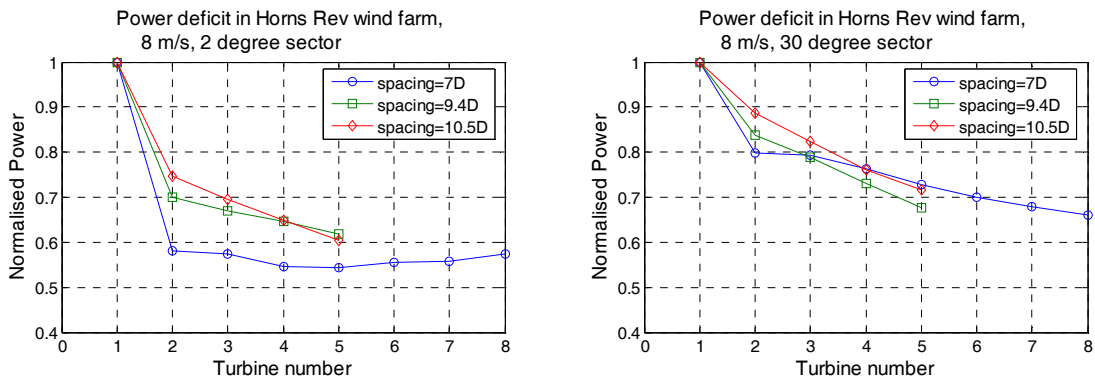 Power deficit in Horns Rev wind farm,
8 m/s, 2 degree sector
1
0.9
0.8
0.7
0.6
0.5
0.4
Normalised Power
spacing=7D
spacing=9.4D
spacing=10.5D
0 1 2 3 4 5 6 7 8
Turbine number
Power deficit in Horns Rev wind farm,
8 m/s, 30 degree sector
1
0.9
0.8
0.7
0.6
0.5
0.4
Normalised Power
spacing=7D
spacing=9.4D
spacing=10.5D
0 1 2 3 4 5 6 7 8
Turbine number